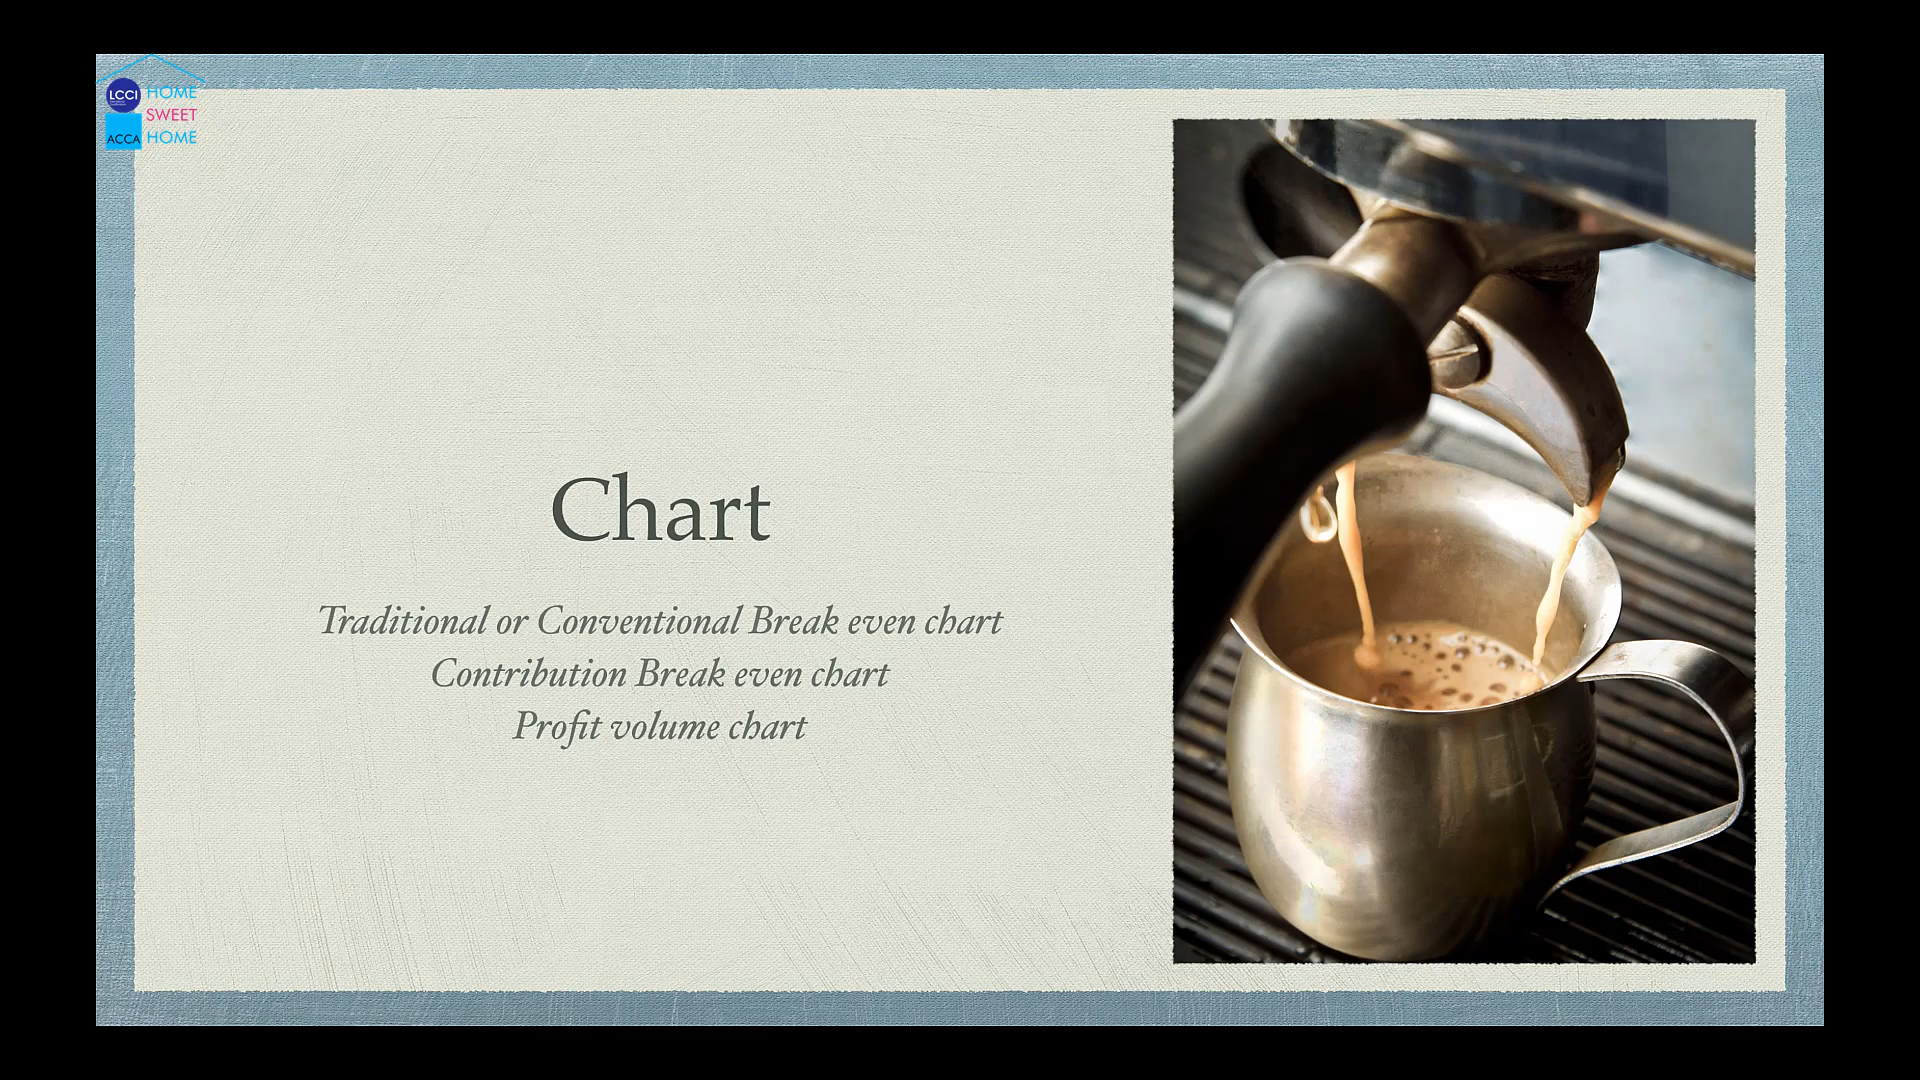 LCCI
HOME
SWEET
ACCA
HOME
Chart
Traditional or Conventional Break even chart
Contribution Break even chart
Profit volume chart